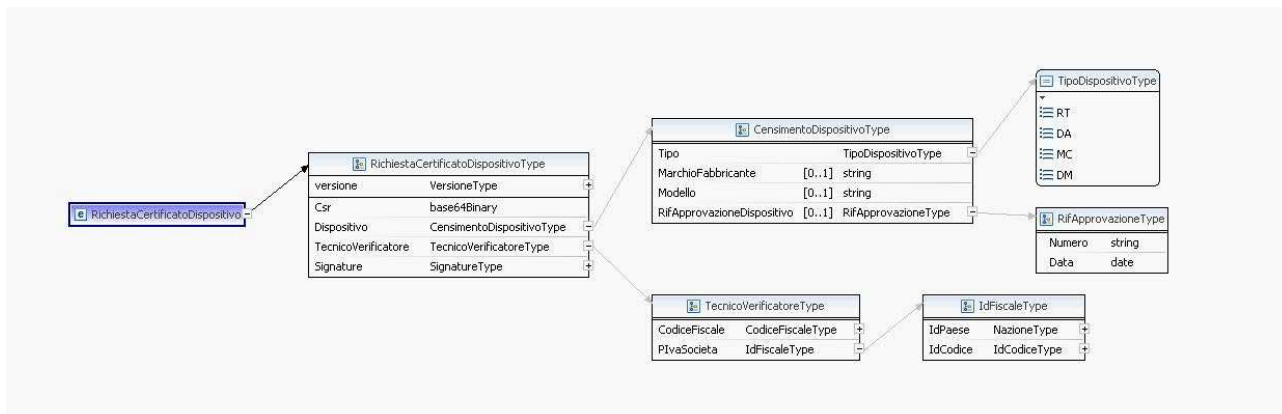 RichiestaCertificatoDispositivo
RichiestaCertificatoDispositivoType
versione VersioneType
Csr base64Binary
Dispositivo CensimentoDispositivoType
TecnicoVerificatore TecnicoVerificatoreType
Signature SignatureType
CensimentoDispositivoType
Tipo TipoDispositivoType
MarchioFabbricante [0..1] string
Modello [0..1] string
RifApprovazioneDispositivo [0..1] RifApprovazioneType
TipoDispositivoType
RT
DA
MC
DM
RifApprovazioneType
Numero string
Data date
TecnicoVerificatoreType
CodiceFiscale CodiceFiscaleType
PIvaSocieta IdFiscaleType
IdFiscaleType
IdPaese NazioneType
IdCodice IdCodiceType